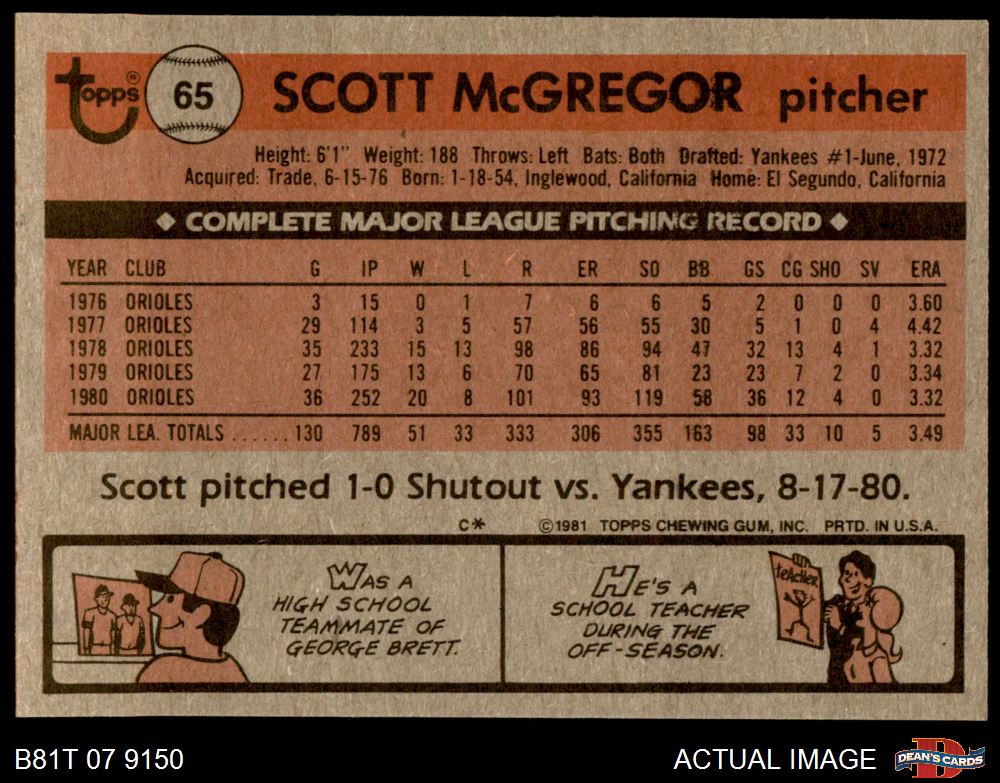 Topps ® 65 SCOTT McGREGOR pitcher
Height: 6'1" Weight: 188 Throws: Left Bats: Both Drafted: Yankees #1-June, 1972
Acquired: Trade, 6-15-76 Born: 1-18-54, Inglewood, California Home: El Segundo, California
◆ COMPLETE MAJOR LEAGUE PITCHING RECORD ◆
YEAR CLUB G IP W L R ER SO BB GS CG SHO SV ERA
1976 ORIOLES 3 15 0 1 7 6 6 5 2 0 0 0 3.60
1977 ORIOLES 29 114 3 5 57 56 55 30 5 1 0 4 4.42
1978 ORIOLES 35 233 15 13 98 86 94 47 32 13 4 1 3.32
1979 ORIOLES 27 175 13 6 70 65 81 23 23 7 2 0 3.34
1980 ORIOLES 36 252 20 8 101 93 119 58 36 12 4 0 3.32
MAJOR LEA. TOTALS ......130 789 51 33 333 306 355 163 98 33 10 5 3.49
Scott pitched 1-0 Shutout vs. Yankees, 8-17-80.
C* ©1981 TOPPS CHEWING GUM, INC. PRTD. IN U.S.A.
WAS A
HIGH SCHOOL
TEAMMATE OF
GEORGE BRETT.
HE'S A
SCHOOL TEACHER
DURING THE
OFF-SEASON.
teAcher
B81T 07 9150
ACTUAL IMAGE
D
DEAN'S CARDS